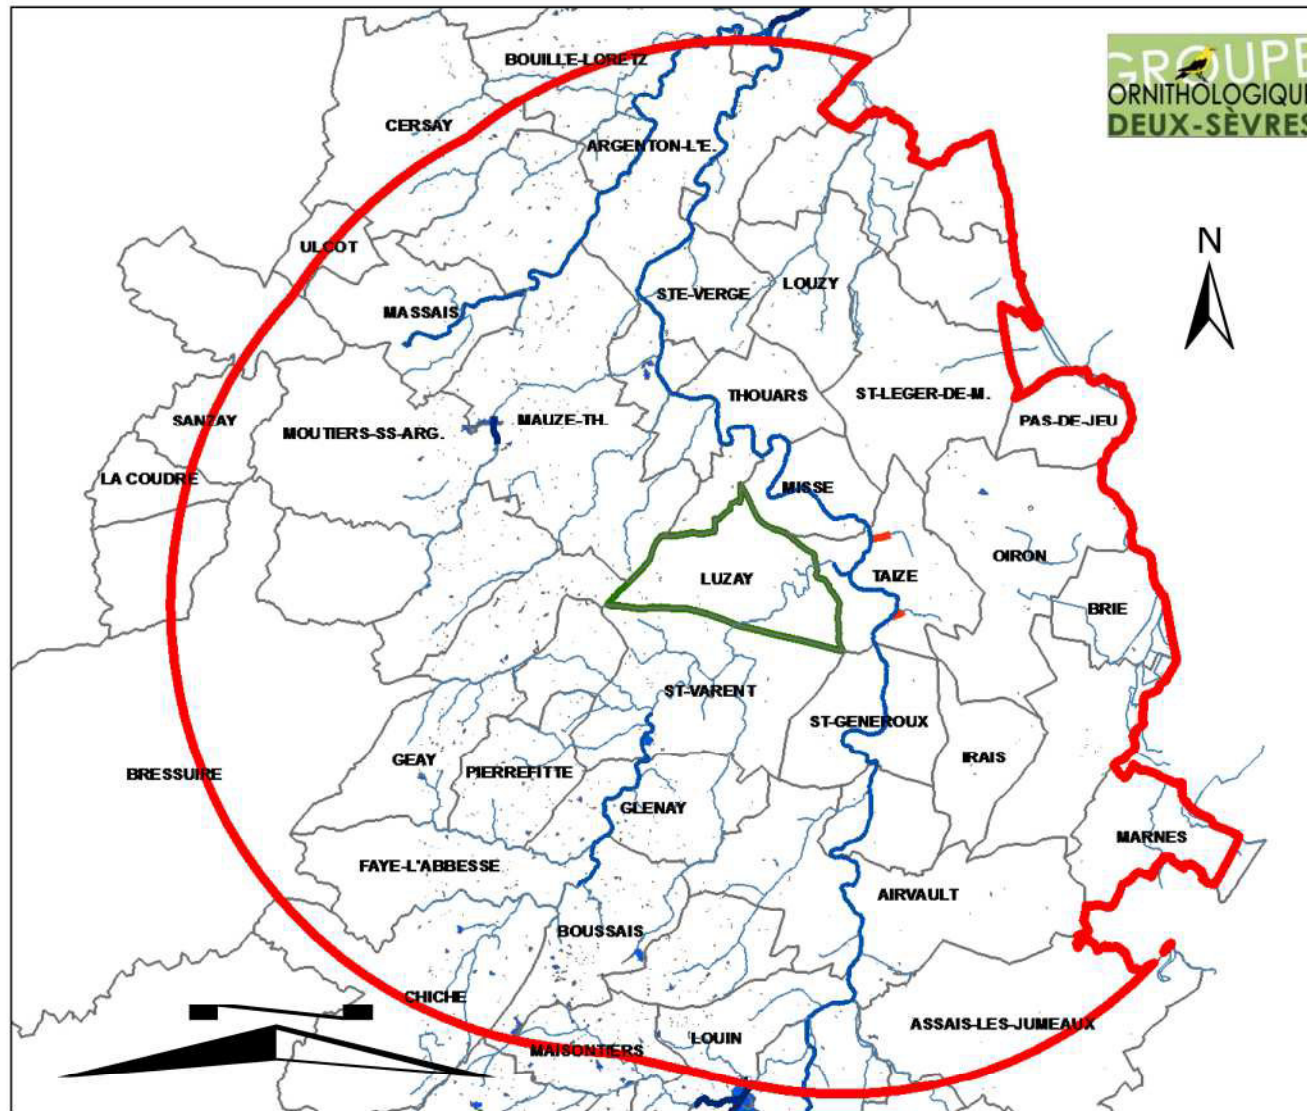 GROUPE
ORNITHOLOGIQUE
DEUX-SÈVRES
BOUILLE-LORETZ
CERSAY
ARGENTON-L'E.
N
ULCOT
MASSAIS
STE-VERGE
LOUZY
THOUARS
ST-LEGER-DE-M.
SANZAY
MOUTIERS-SS-ARG.
MAUZE-TH.
PAS-DE-JEU
LA COUDRE
MISSE
OIRON
LUZAY
TAIZE
BRIE
ST-VARENT
ST-GENEROUX
BRESSUIRE
GEAY
PIERREFITTE
IRAIS
GLENAY
MARNES
FAYE-L'ABBESSE
AIRVAULT
BOUSSAIS
CHICHE
ASSAIS-LES-JUMEAUX
MAISONTIERS
LOUIN